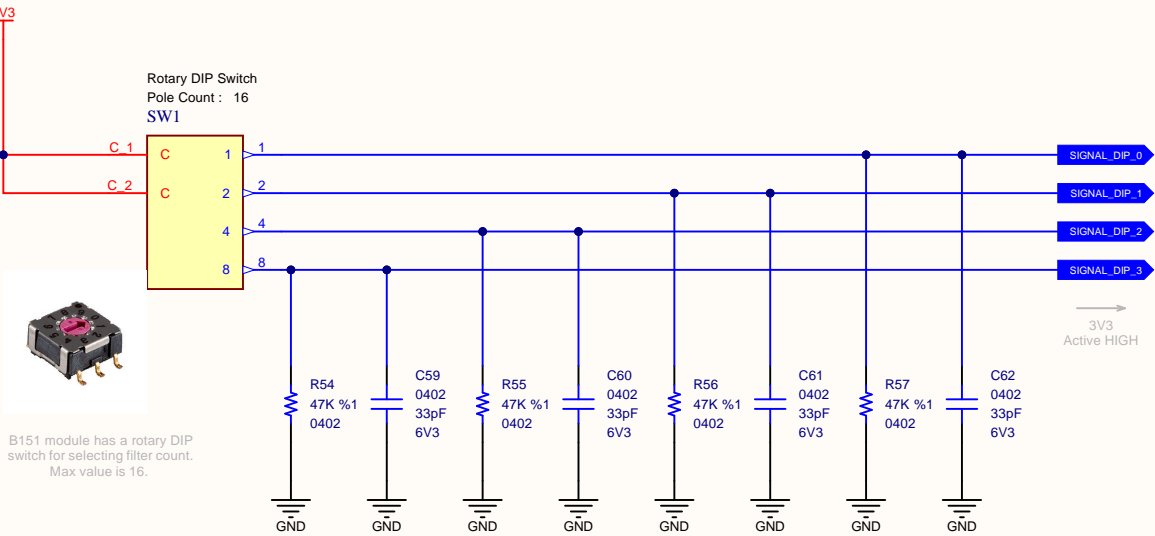 V3
Rotary DIP Switch
Pole Count : 16
SW1
C_1 C 1 1 SIGNAL_DIP_0
C_2 C 2 2 SIGNAL_DIP_1
4 4 SIGNAL_DIP_2
8 8 SIGNAL_DIP_3
3V3
Active HIGH
R54
47K %1
0402
C59
0402
33pF
6V3
R55
47K %1
0402
C60
0402
33pF
6V3
R56
47K %1
0402
C61
0402
33pF
6V3
R57
47K %1
0402
C62
0402
33pF
6V3
B151 module has a rotary DIP
switch for selecting filter count.
Max value is 16.
GND GND GND GND GND GND GND GND